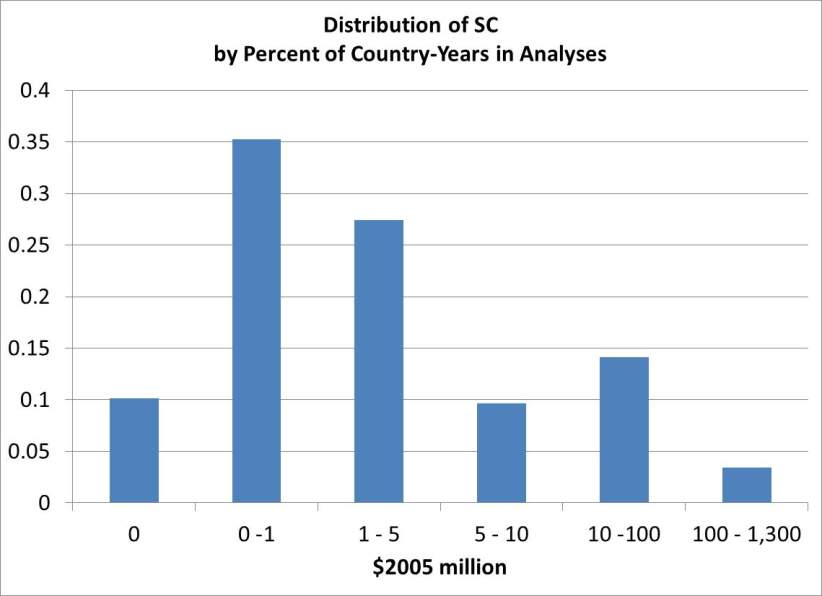 Distribution of SC
by Percent of Country-Years in Analyses
0.4
0.35
0.3
0.25
0.2
0.15
0.1
0.05
0
0 0 -1 1 - 5 5 - 10 10 -100 100 - 1,300
$2005 million